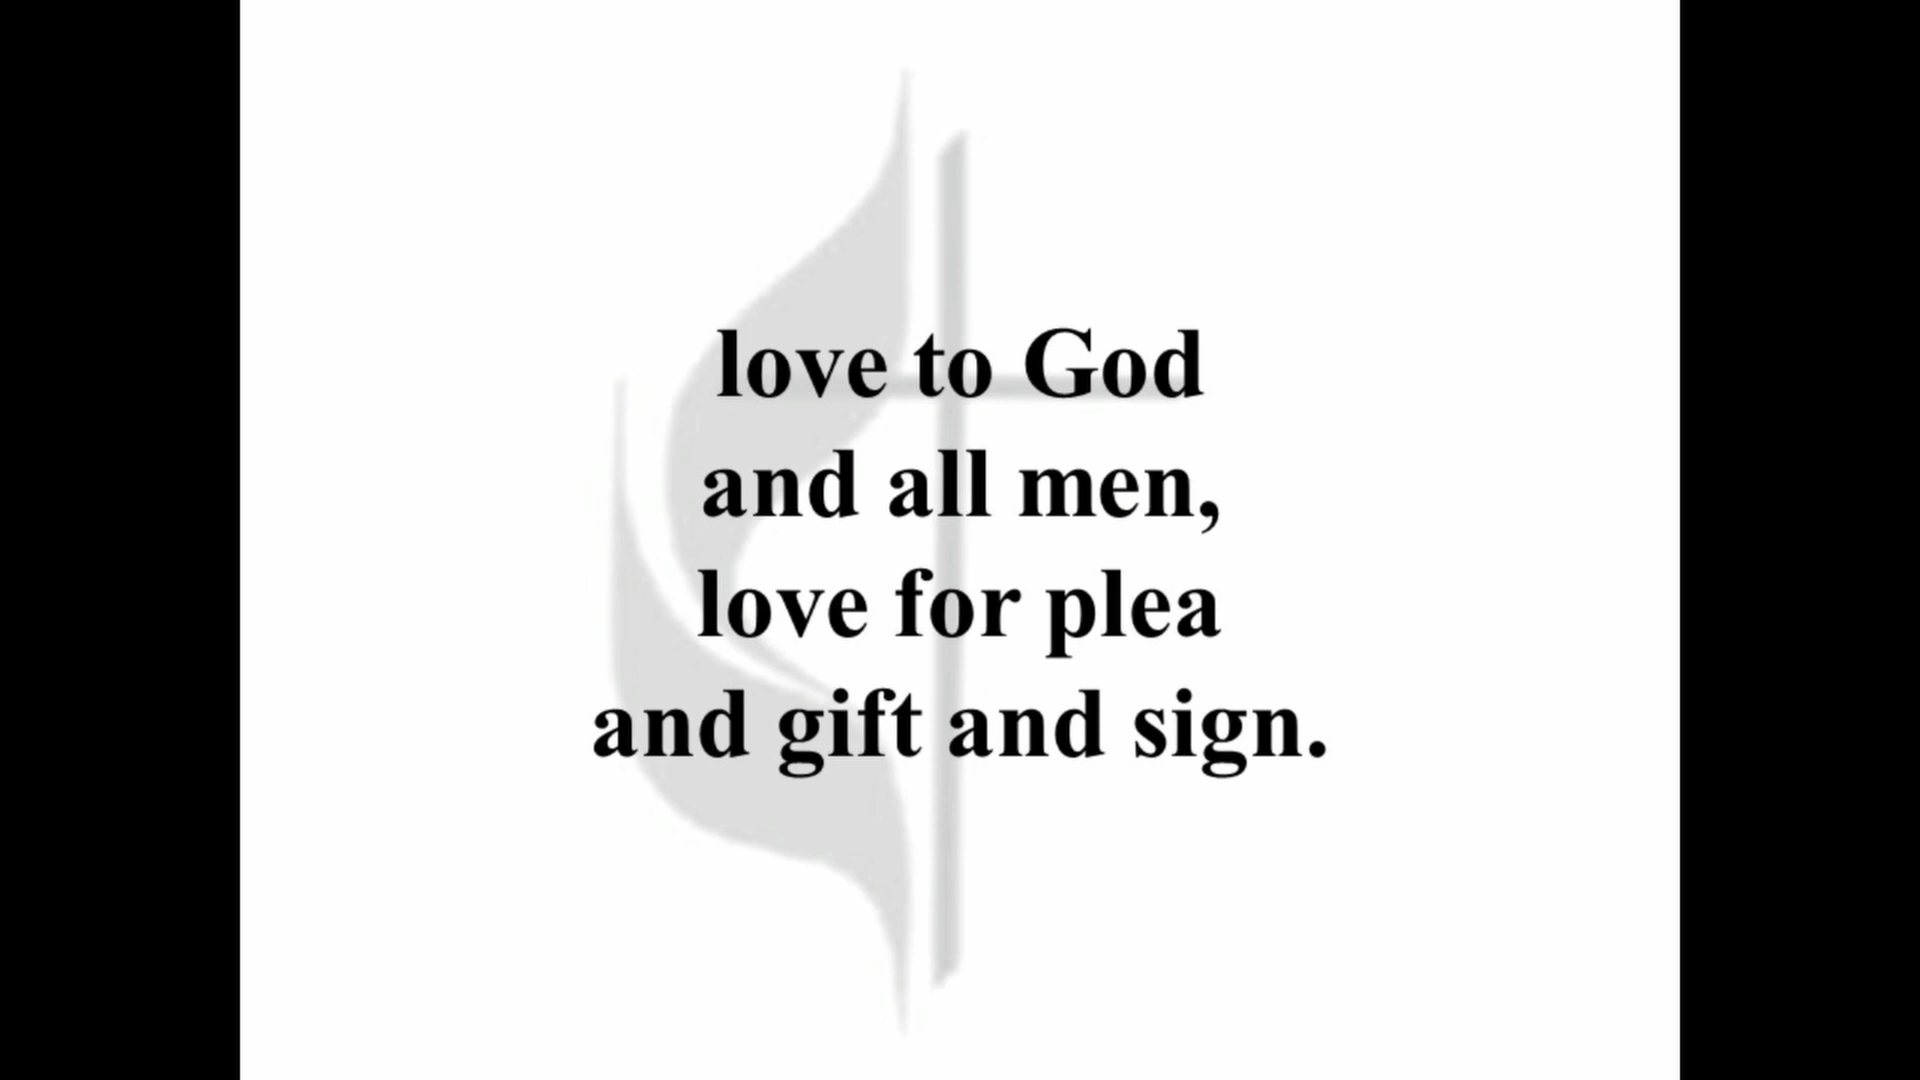 love to God
and all men,
love for plea
and gift and sign.